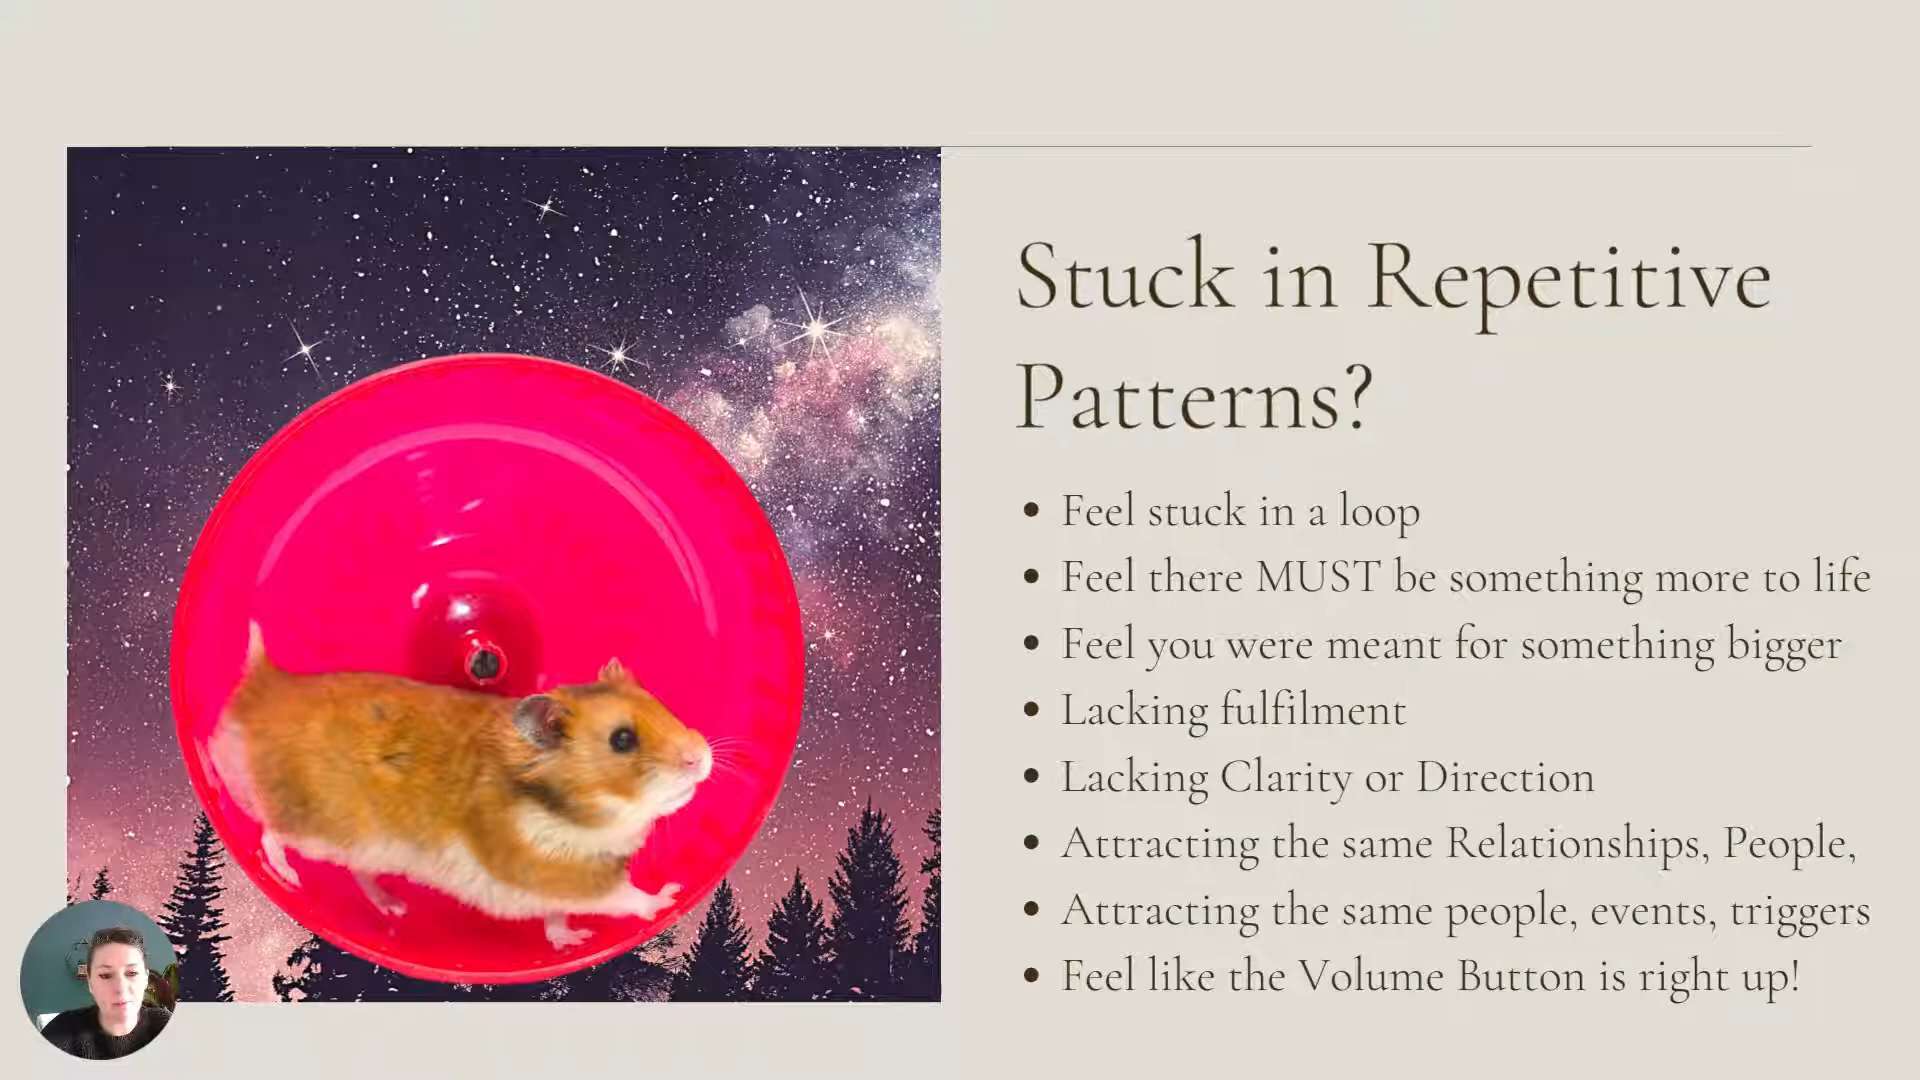 Stuck in Repetitive
Patterns?
• Feel stuck in a loop
• Feel there MUST be something more to life
• Feel you were meant for something bigger
• Lacking fulfilment
• Lacking Clarity or Direction
• Attracting the same Relationships, People,
• Attracting the same people, events, triggers
• Feel like the Volume Button is right up!